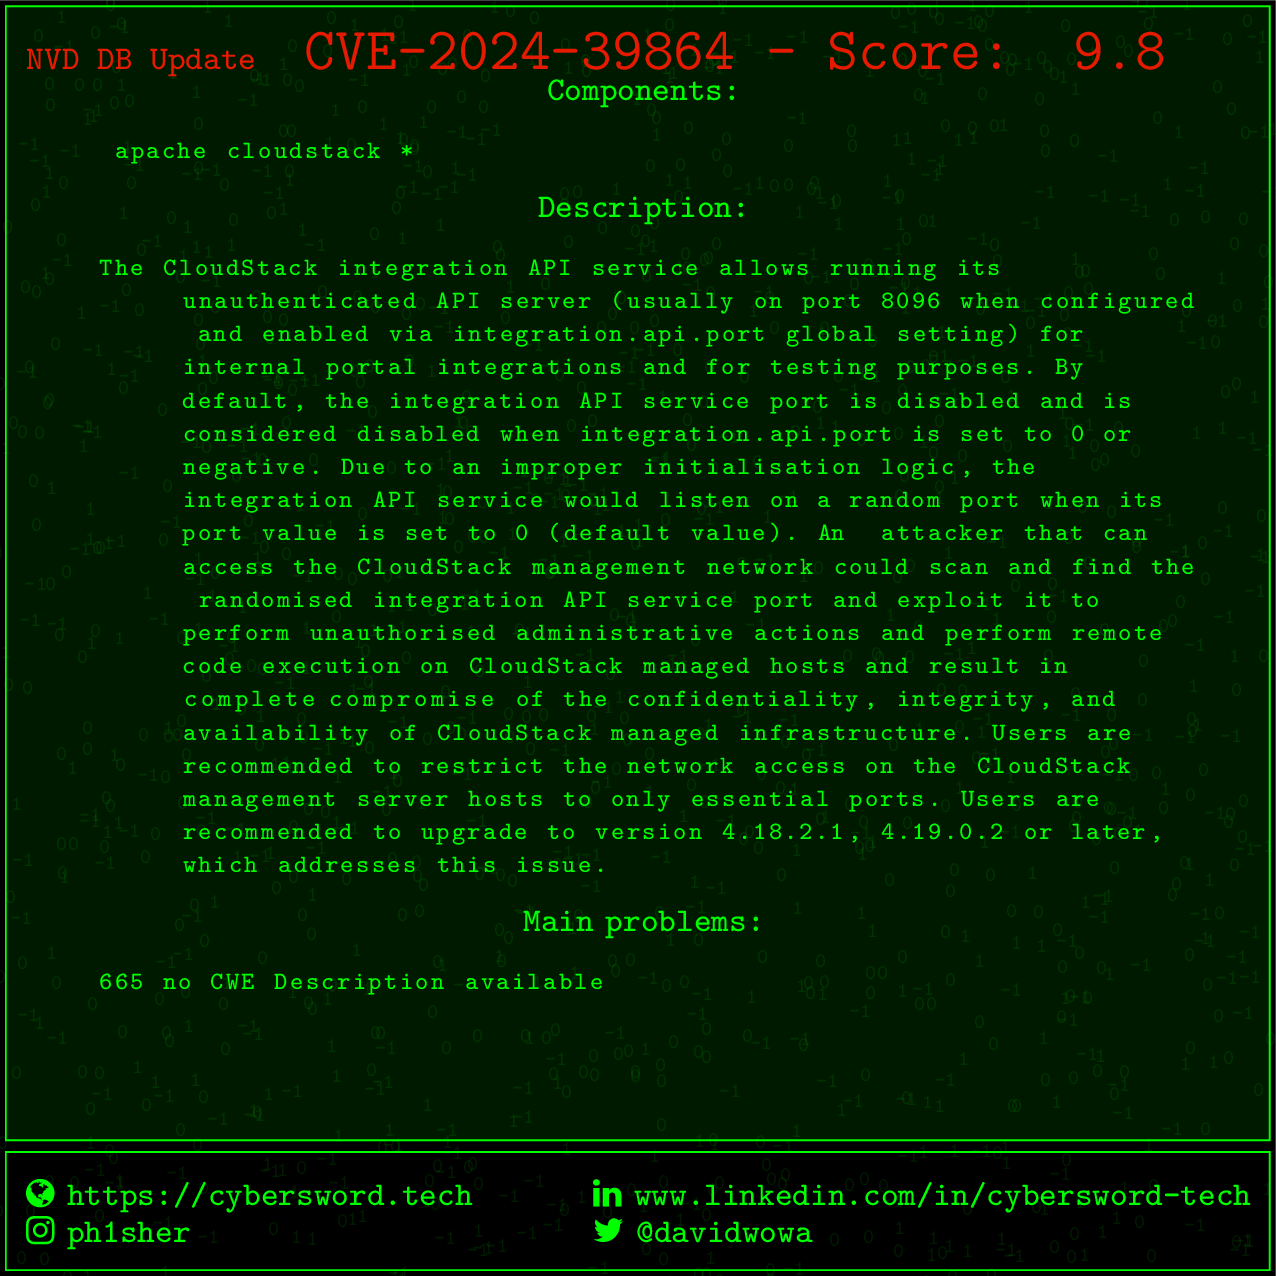 NVD DB Update CVE-2024-39864 - Score: 9.8
Components:
apache cloudstack *
Description:
The CloudStack integration API service allows running its
unauthenticated API server (usually on port 8096 when configured
and enabled via integration.api.port global setting) for
internal portal integrations and for testing purposes. By
default, the integration API service port is disabled and is
considered disabled when integration.api.port is set to 0 or
negative. Due to an improper initialisation logic, the
integration API service would listen on a random port when its
port value is set to 0 (default value). An attacker that can
access the CloudStack management network could scan and find the
randomised integration API service port and exploit it to
perform unauthorised administrative actions and perform remote
code execution on CloudStack managed hosts and result in
complete compromise of the confidentiality, integrity, and
availability of CloudStack managed infrastructure. Users are
recommended to restrict the network access on the CloudStack
management server hosts to only essential ports. Users are
recommended to upgrade to version 4.18.2.1, 4.19.0.2 or later,
which addresses this issue.
Main problems:
665 no CWE Description available
https://cybersword.tech
www.linkedin.com/in/cybersword-tech
ph1sher
@davidwowa